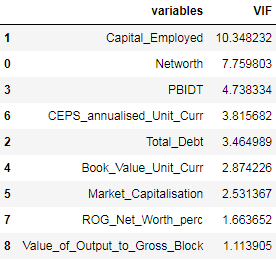 variables VIF
1 Capital_Employed 10.348232
0 Networth 7.759803
3 PBIDT 4.738334
6 CEPS_annualised_Unit_Curr 3.815682
2 Total_Debt 3.464989
4 Book_Value_Unit_Curr 2.874226
5 Market_Capitalisation 2.531367
7 ROG_Net_Worth_perc 1.663652
8 Value_of_Output_to_Gross_Block 1.113905